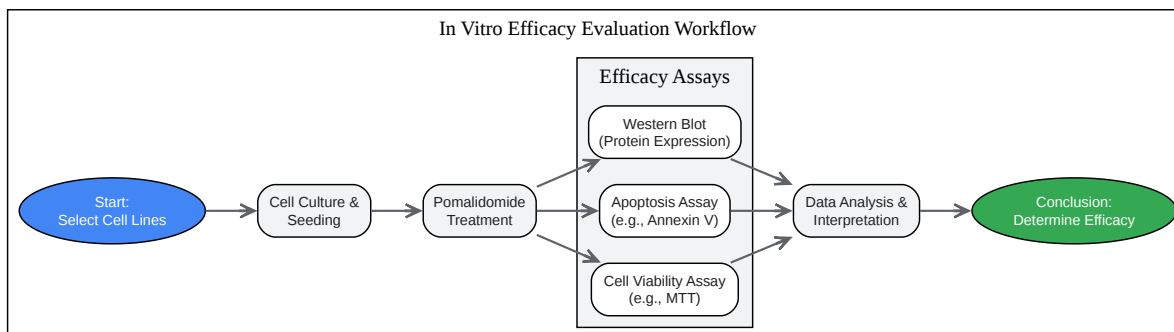 In Vitro Efficacy Evaluation Workflow
Efficacy Assays
Start:
Select Cell Lines
Cell Culture &
Seeding
Pomalidomide
Treatment
Western Blot
(Protein Expression)
Apoptosis Assay
(e.g., Annexin V)
Cell Viability Assay
(e.g., MTT)
Data Analysis &
Interpretation
Conclusion:
Determine Efficacy